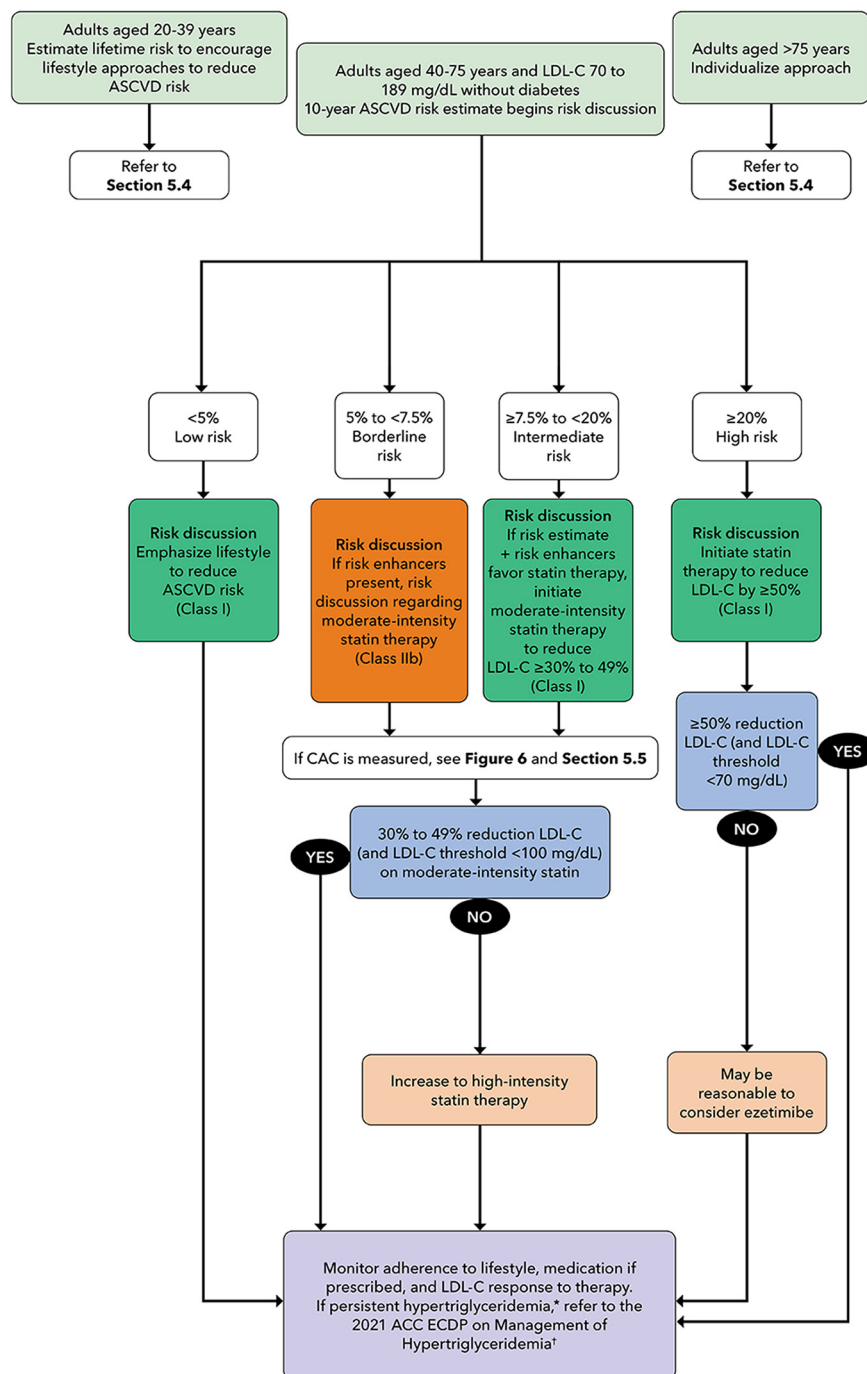 Adults aged 20-39 years
Estimate lifetime risk to encourage
lifestyle approaches to reduce
ASCVD risk
Refer to
Section 5.4
Adults aged 40-75 years and LDL-C 70 to
189 mg/dL without diabetes
10-year ASCVD risk estimate begins risk discussion
Adults aged >75 years
Individualize approach
Refer to
Section 5.4
<5%
Low risk
5% to <7.5%
Borderline
risk
≥7.5% to <20%
Intermediate
risk
≥20%
High risk
Risk discussion
Emphasize lifestyle
to reduce
ASCVD risk
(Class I)
Risk discussion
If risk enhancers
present, risk
discussion regarding
moderate-intensity
statin therapy
(Class IIb)
Risk discussion
If risk estimate
+ risk enhancers
favor statin therapy,
initiate
moderate-intensity
statin therapy
to reduce
LDL-C ≥30% to 49%
(Class I)
Risk discussion
Initiate statin
therapy to reduce
LDL-C by ≥50%
(Class I)
If CAC is measured, see Figure 6 and Section 5.5
≥50% reduction
LDL-C (and LDL-C
threshold
<70 mg/dL)
YES
NO
30% to 49% reduction LDL-C
(and LDL-C threshold <100 mg/dL)
on moderate-intensity statin
YES
NO
Increase to high-intensity
statin therapy
May be
reasonable to
consider ezetimibe
Monitor adherence to lifestyle, medication if
prescribed, and LDL-C response to therapy.
If persistent hypertriglyceridemia,* refer to the
2021 ACC ECDP on Management of
Hypertriglyceridemia†